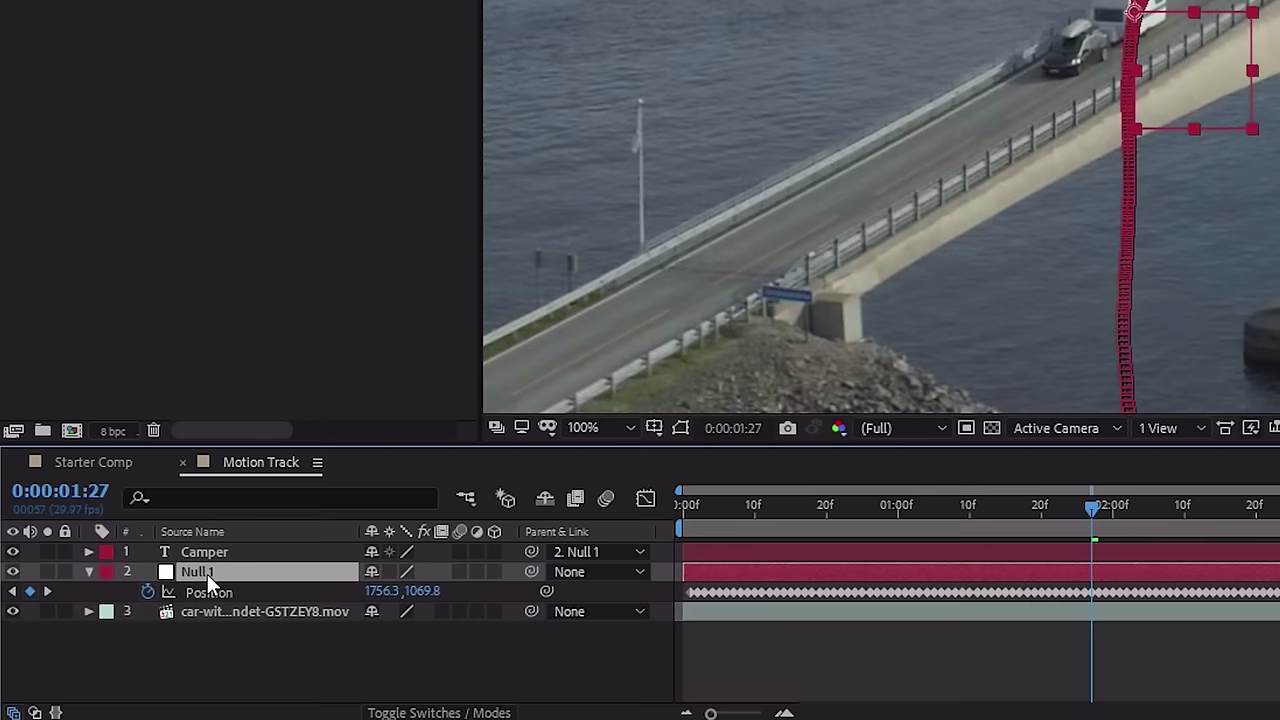 8 bpc
100%
0:00:01:27
(Full)
Active Camera
1 View
Starter Comp
× Motion Track
0:00:01:27
00057 (29.97 fps)
:00f 10f 20f 01:00f 10f 20f 02:00f 10f 20f
# Source Name fx Parent & Link
1 T Camper 2. Null 1
2 Null 1 None
Position 1756.3,1069.8
3 car-wit...ndet-GSTZEY8.mov None
Toggle Switches / Modes